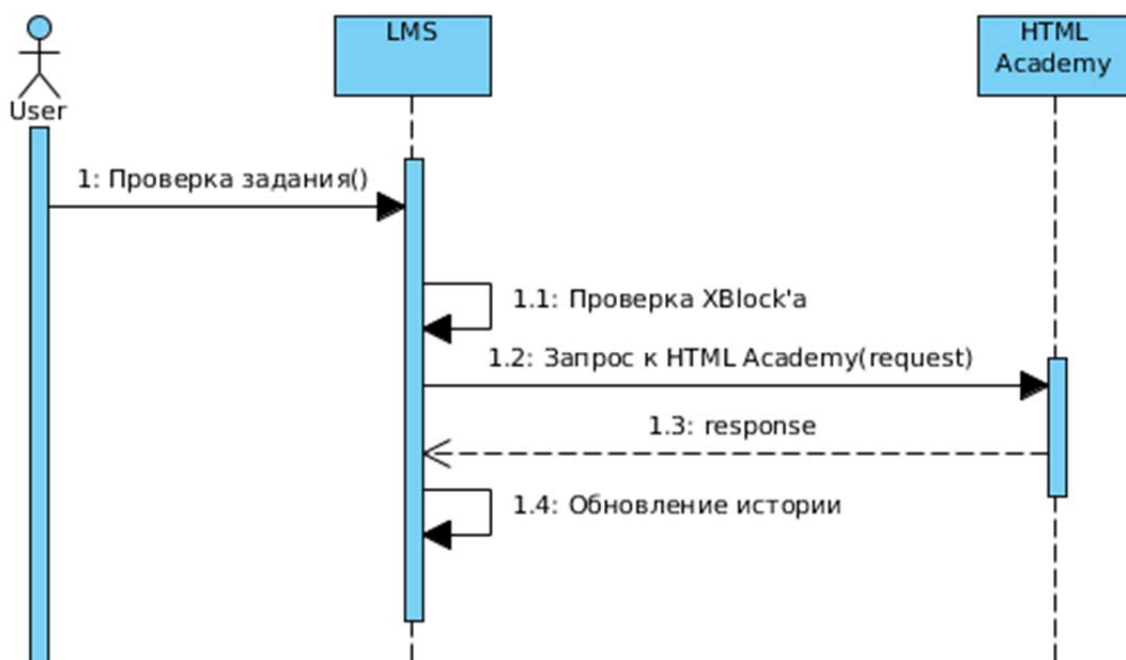 LMS
HTML
Academy
User
1: Проверка задания()
1.1: Проверка XBlock'а
1.2: Запрос к HTML Academy(request)
1.3: response
1.4: Обновление истории